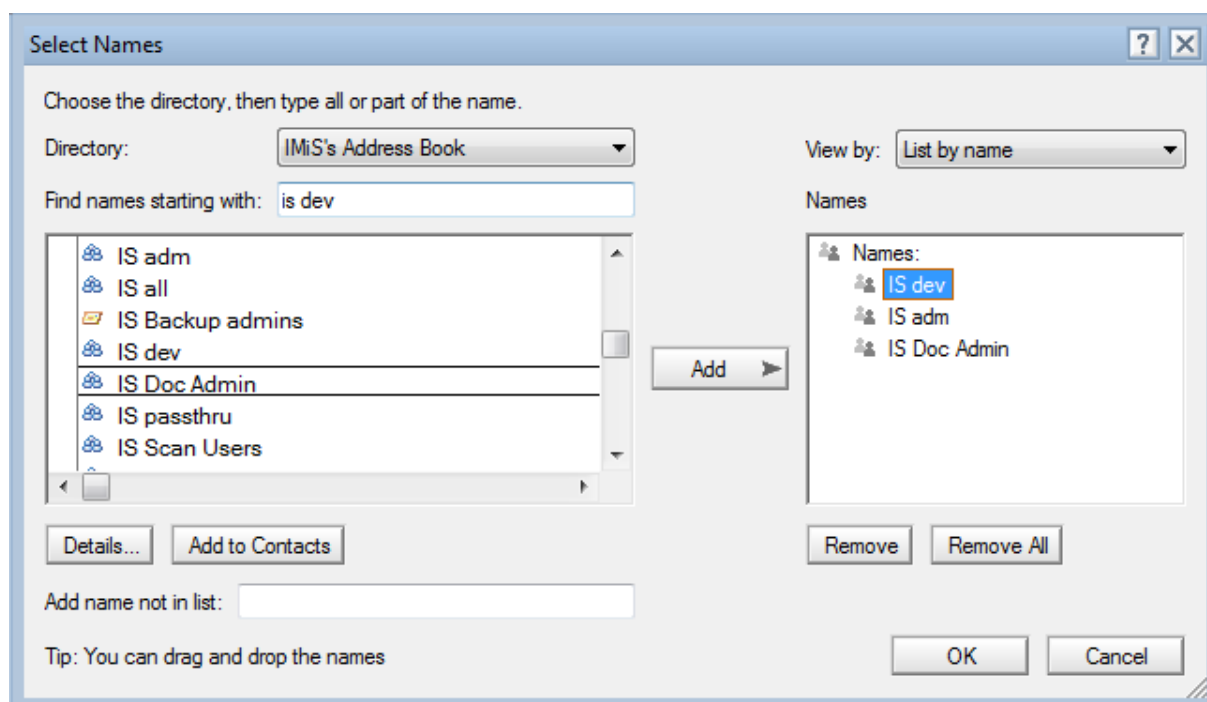 Select Names
Choose the directory, then type all or part of the name.
Directory: IMiS's Address Book View by: List by name
Find names starting with: is dev Names
IS adm
IS all
IS Backup admins
IS dev
IS Doc Admin
IS passthru
IS Scan Users
Add
Names:
IS dev
IS adm
IS Doc Admin
Details... Add to Contacts Remove Remove All
Add name not in list:
Tip: You can drag and drop the names OK Cancel